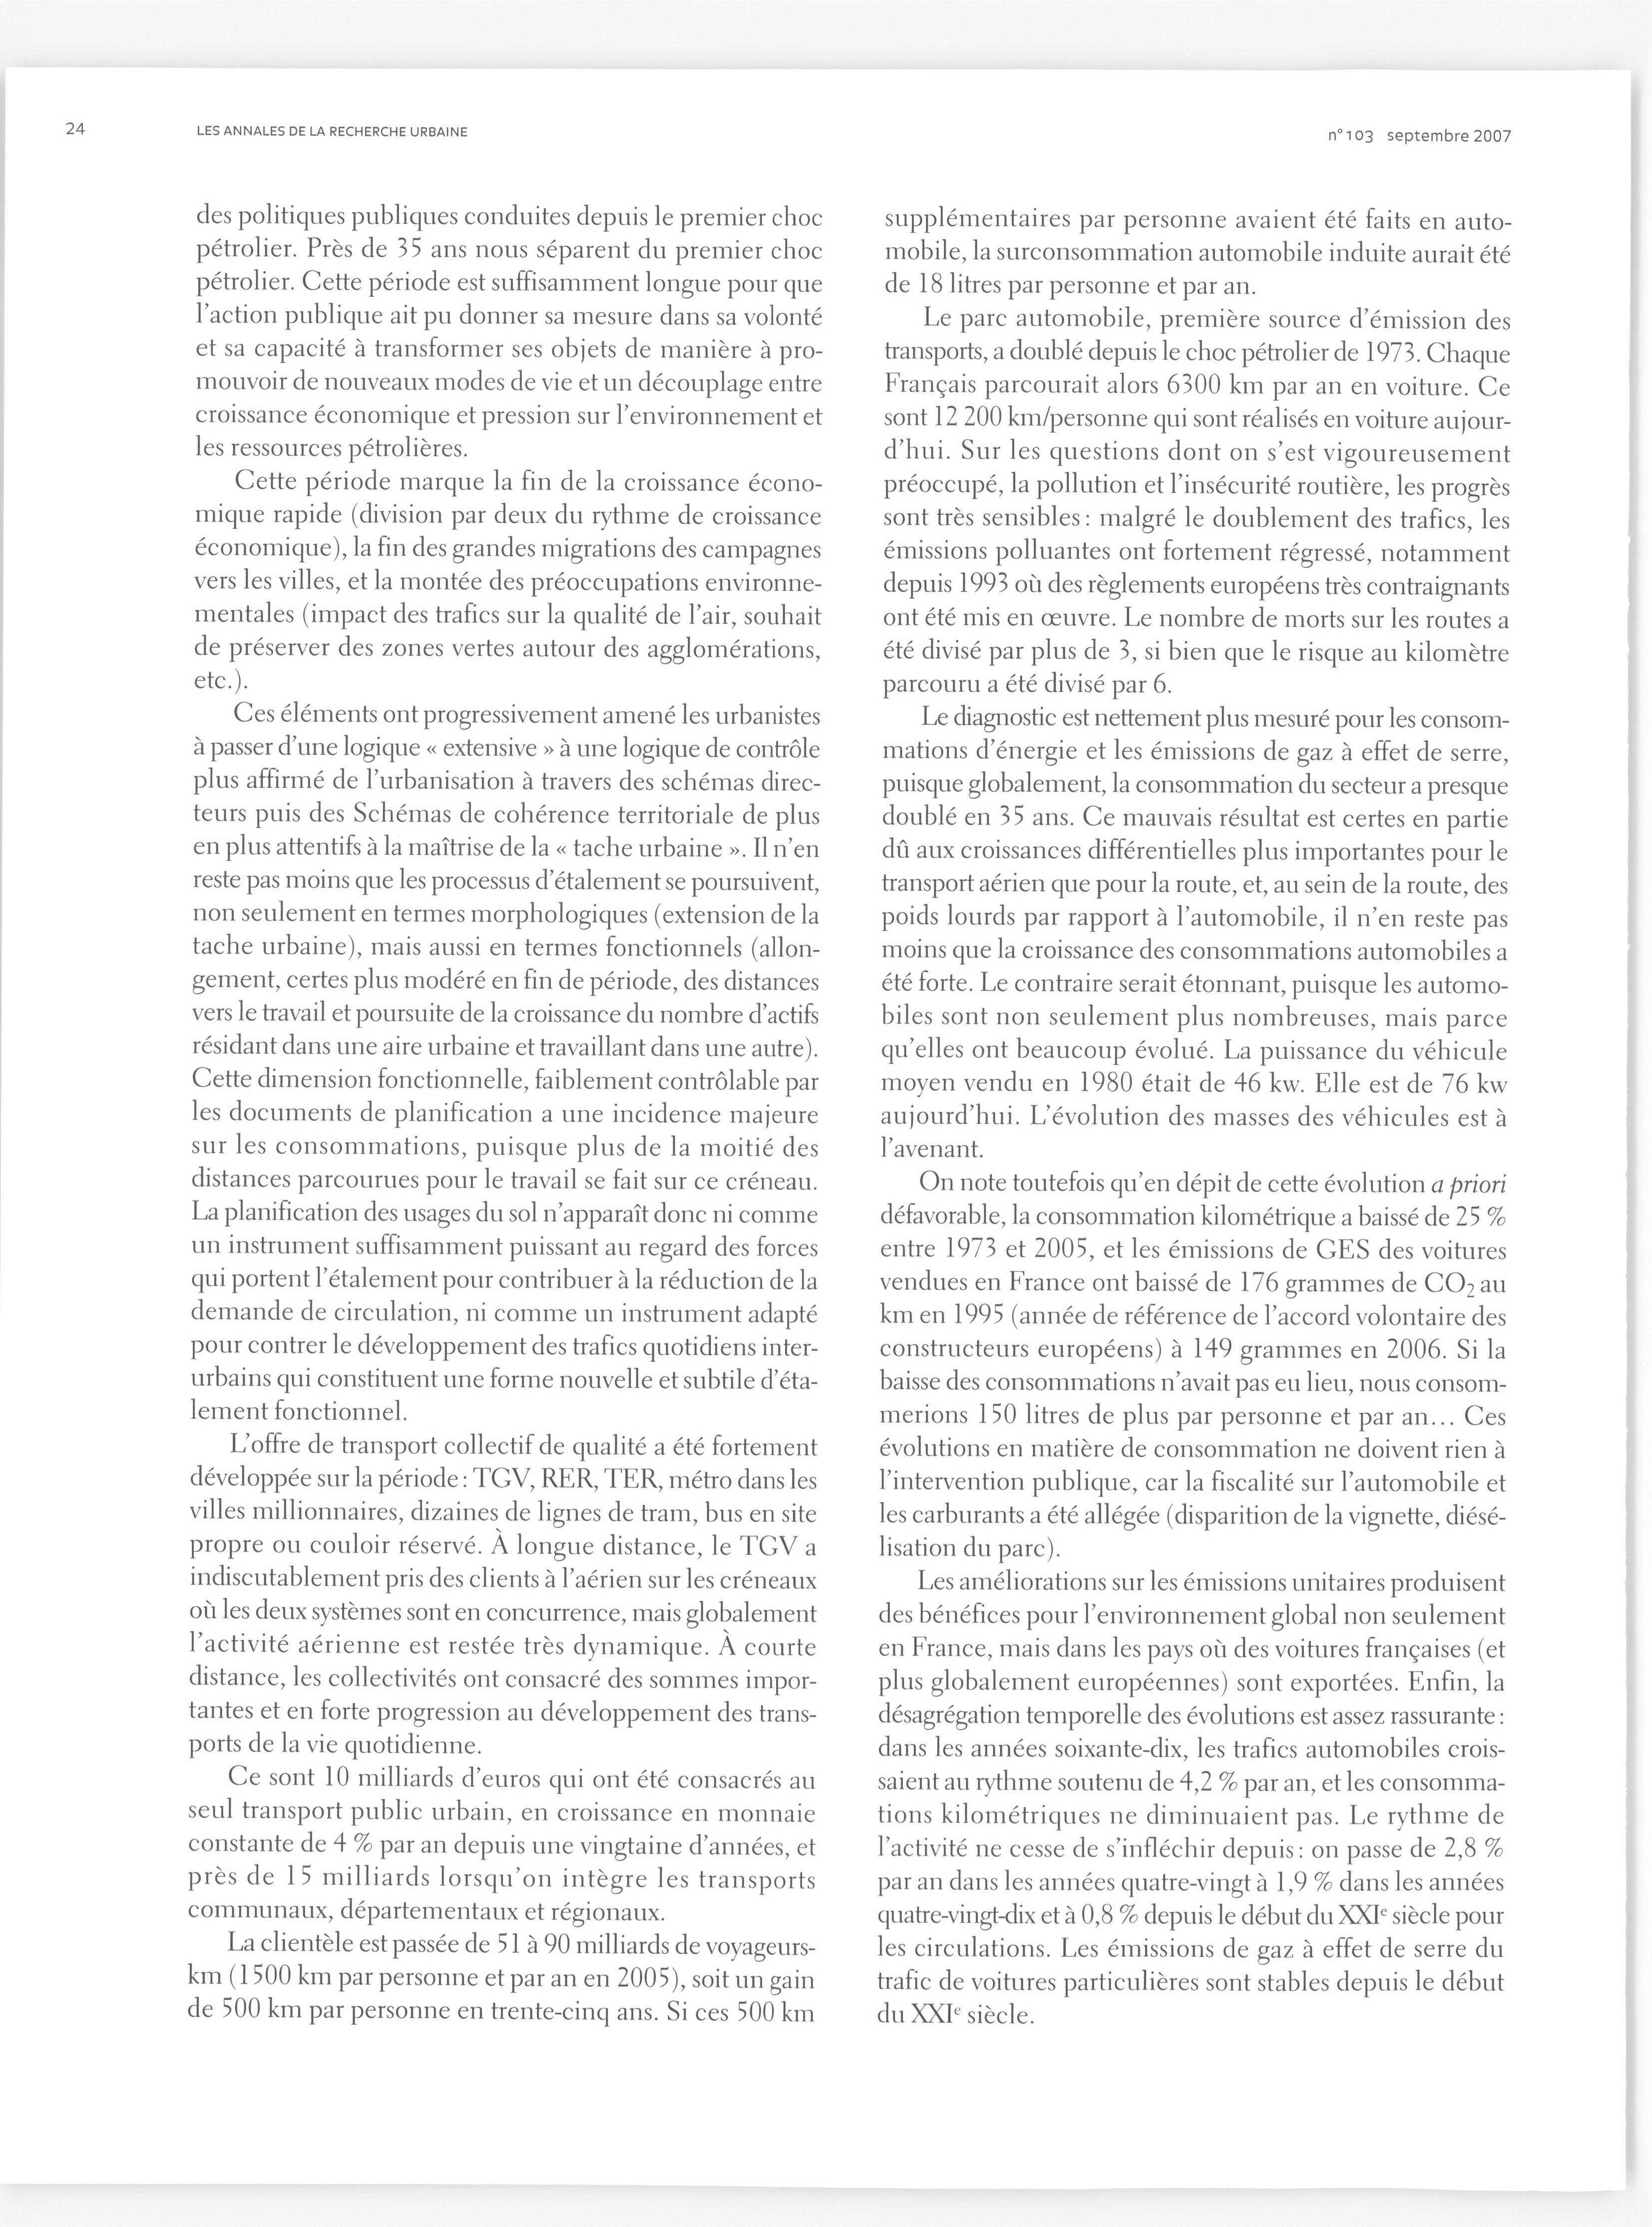 24
LES ANNALES DE LA RECHERCHE URBAINE
n° 103 septembre 2007
des politiques publiques conduites depuis le premier choc
pétrolier. Près de 35 ans nous séparent du premier choc
pétrolier. Cette période est suffisamment longue pour que
l’action publique ait pu donner sa mesure dans sa volonté
et sa capacité à transformer ses objets de manière à pro-
mouvoir de nouveaux modes de vie et un découplage entre
croissance économique et pression sur l’environnement et
les ressources pétrolières.
Cette période marque la fin de la croissance écono-
mique rapide (division par deux du rythme de croissance
économique), la fin des grandes migrations des campagnes
vers les villes, et la montée des préoccupations environne-
mentales (impact des trafics sur la qualité de l’air, souhait
de préserver des zones vertes autour des agglomérations,
etc.).
Ces éléments ont progressivement amené les urbanistes
à passer d’une logique « extensive » à une logique de contrôle
plus affirmé de l’urbanisation à travers des schémas direc-
teurs puis des Schémas de cohérence territoriale de plus
en plus attentifs à la maîtrise de la « tache urbaine ». Il n’en
reste pas moins que les processus d’étalement se poursuivent,
non seulement en termes morphologiques (extension de la
tache urbaine), mais aussi en termes fonctionnels (allon-
gement, certes plus modéré en fin de période, des distances
vers le travail et poursuite de la croissance du nombre d’actifs
résidant dans une aire urbaine et travaillant dans une autre).
Cette dimension fonctionnelle, faiblement contrôlable par
les documents de planification a une incidence majeure
sur les consommations, puisque plus de la moitié des
distances parcourues pour le travail se fait sur ce créneau.
La planification des usages du sol n’apparaît donc ni comme
un instrument suffisamment puissant au regard des forces
qui portent l’étalement pour contribuer à la réduction de la
demande de circulation, ni comme un instrument adapté
pour contrer le développement des trafics quotidiens inter-
urbains qui constituent une forme nouvelle et subtile d’éta-
lement fonctionnel.
L’offre de transport collectif de qualité a été fortement
développée sur la période : TGV, RER, TER, métro dans les
villes millionnaires, dizaines de lignes de tram, bus en site
propre ou couloir réservé. À longue distance, le TGV a
indiscutablement pris des clients à l’aérien sur les créneaux
où les deux systèmes sont en concurrence, mais globalement
l’activité aérienne est restée très dynamique. À courte
distance, les collectivités ont consacré des sommes impor-
tantes et en forte progression au développement des trans-
ports de la vie quotidienne.
Ce sont 10 milliards d’euros qui ont été consacrés au
seul transport public urbain, en croissance en monnaie
constante de 4 % par an depuis une vingtaine d’années, et
près de 15 milliards lorsqu’on intègre les transports
communaux, départementaux et régionaux.
La clientèle est passée de 51 à 90 milliards de voyageurs-
km (1500 km par personne et par an en 2005), soit un gain
de 500 km par personne en trente-cinq ans. Si ces 500 km
supplémentaires par personne avaient été faits en auto-
mobile, la surconsommation automobile induite aurait été
de 18 litres par personne et par an.
Le parc automobile, première source d’émission des
transports, a doublé depuis le choc pétrolier de 1973. Chaque
Français parcourait alors 6300 km par an en voiture. Ce
sont 12 200 km/personne qui sont réalisés en voiture aujour-
d’hui. Sur les questions dont on s’est vigoureusement
préoccupé, la pollution et l’insécurité routière, les progrès
sont très sensibles : malgré le doublement des trafics, les
émissions polluantes ont fortement régressé, notamment
depuis 1993 où des règlements européens très contraignants
ont été mis en œuvre. Le nombre de morts sur les routes a
été divisé par plus de 3, si bien que le risque au kilomètre
parcouru a été divisé par 6.
Le diagnostic est nettement plus mesuré pour les consom-
mations d’énergie et les émissions de gaz à effet de serre,
puisque globalement, la consommation du secteur a presque
doublé en 35 ans. Ce mauvais résultat est certes en partie
dû aux croissances différentielles plus importantes pour le
transport aérien que pour la route, et, au sein de la route, des
poids lourds par rapport à l’automobile, il n’en reste pas
moins que la croissance des consommations automobiles a
été forte. Le contraire serait étonnant, puisque les automo-
biles sont non seulement plus nombreuses, mais parce
qu’elles ont beaucoup évolué. La puissance du véhicule
moyen vendu en 1980 était de 46 kw. Elle est de 76 kw
aujourd’hui. L’évolution des masses des véhicules est à
l’avenant.
On note toutefois qu’en dépit de cette évolution a priori
défavorable, la consommation kilométrique a baissé de 25 %
entre 1973 et 2005, et les émissions de GES des voitures
vendues en France ont baissé de 176 grammes de CO₂ au
km en 1995 (année de référence de l’accord volontaire des
constructeurs européens) à 149 grammes en 2006. Si la
baisse des consommations n’avait pas eu lieu, nous consom-
merions 150 litres de plus par personne et par an… Ces
évolutions en matière de consommation ne doivent rien à
l’intervention publique, car la fiscalité sur l’automobile et
les carburants a été allégée (disparition de la vignette, diésé-
lisation du parc).
Les améliorations sur les émissions unitaires produisent
des bénéfices pour l’environnement global non seulement
en France, mais dans les pays où des voitures françaises (et
plus globalement européennes) sont exportées. Enfin, la
désagrégation temporelle des évolutions est assez rassurante :
dans les années soixante-dix, les trafics automobiles crois-
saient au rythme soutenu de 4,2 % par an, et les consomma-
tions kilométriques ne diminuaient pas. Le rythme de
l’activité ne cesse de s’infléchir depuis : on passe de 2,8 %
par an dans les années quatre-vingt à 1,9 % dans les années
quatre-vingt-dix et à 0,8 % depuis le début du XXIe siècle pour
les circulations. Les émissions de gaz à effet de serre du
trafic de voitures particulières sont stables depuis le début
du XXIe siècle.